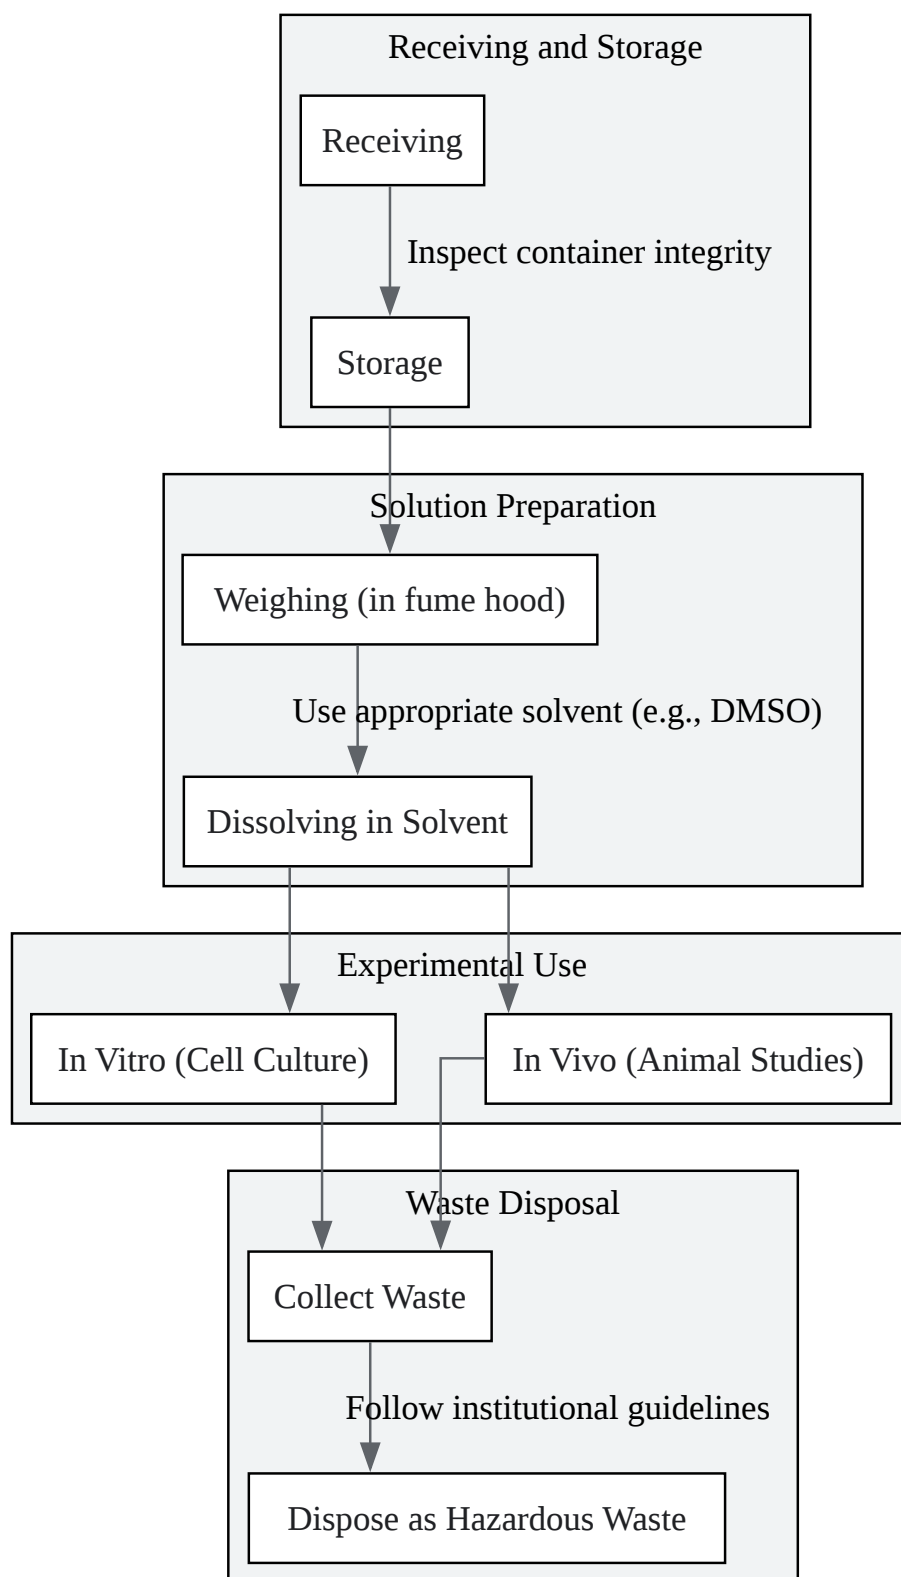 Receiving and Storage
Receiving
Inspect container integrity
Storage
Solution Preparation
Weighing (in fume hood)
Use appropriate solvent (e.g., DMSO)
Dissolving in Solvent
Experimental Use
In Vitro (Cell Culture)
In Vivo (Animal Studies)
Waste Disposal
Collect Waste
Follow institutional guidelines
Dispose as Hazardous Waste